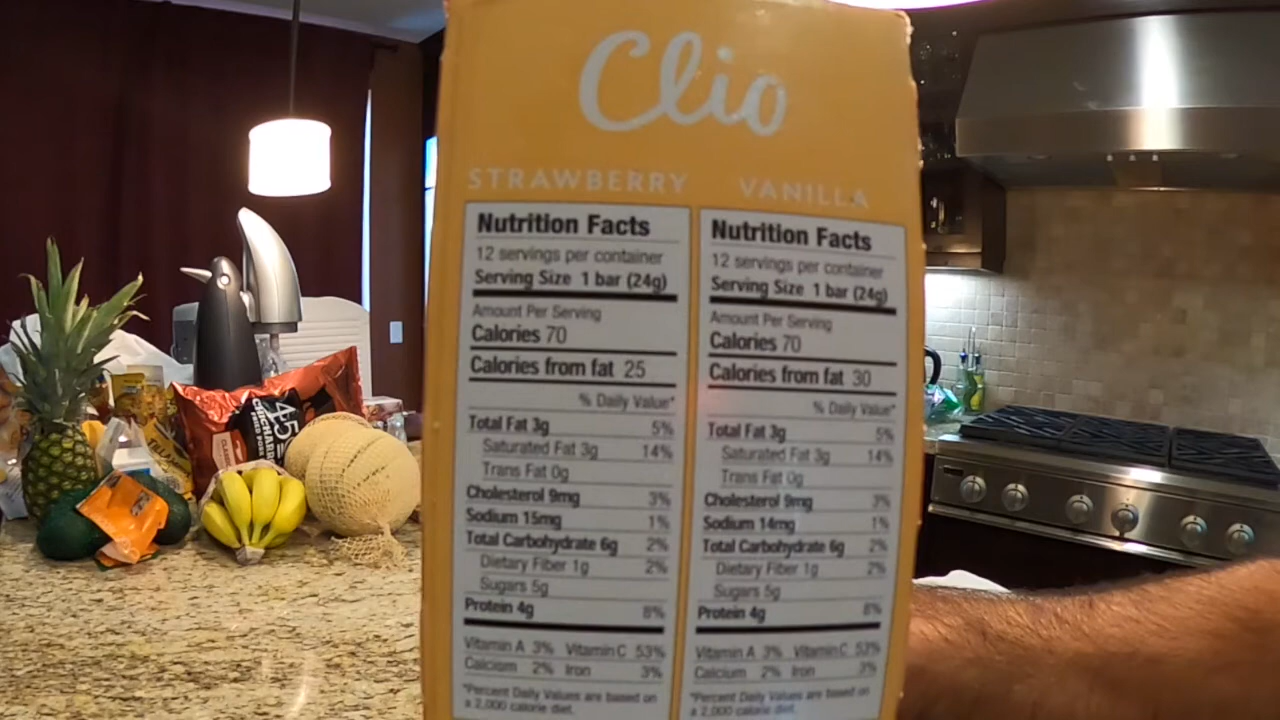 Clio
STRAWBERRY
Nutrition Facts
12 servings per container
Serving Size 1 bar (24g)
Amount Per Serving
Calories 70
Calories from fat 25
% Daily Value*
Total Fat 3g 5%
Saturated Fat 3g 14%
Trans Fat 0g
Cholesterol 9mg 3%
Sodium 15mg 1%
Total Carbohydrate 6g 2%
Dietary Fiber 1g 2%
Sugars 5g
Protein 4g 8%
Vitamin A 3% Vitamin C 53%
Calcium 2% Iron 3%
*Percent Daily Values are based on
a 2,000 calorie diet.
VANILLA
Nutrition Facts
12 servings per container
Serving Size 1 bar (24g)
Amount Per Serving
Calories 70
Calories from fat 30
% Daily Value*
Total Fat 3g 5%
Saturated Fat 3g 14%
Trans Fat 0g
Cholesterol 9mg 3%
Sodium 14mg 1%
Total Carbohydrate 6g 2%
Dietary Fiber 1g 2%
Sugars 5g
Protein 4g 8%
Vitamin A 3% Vitamin C 53%
Calcium 2% Iron 3%
*Percent Daily Values are based on
a 2,000 calorie diet.
4505